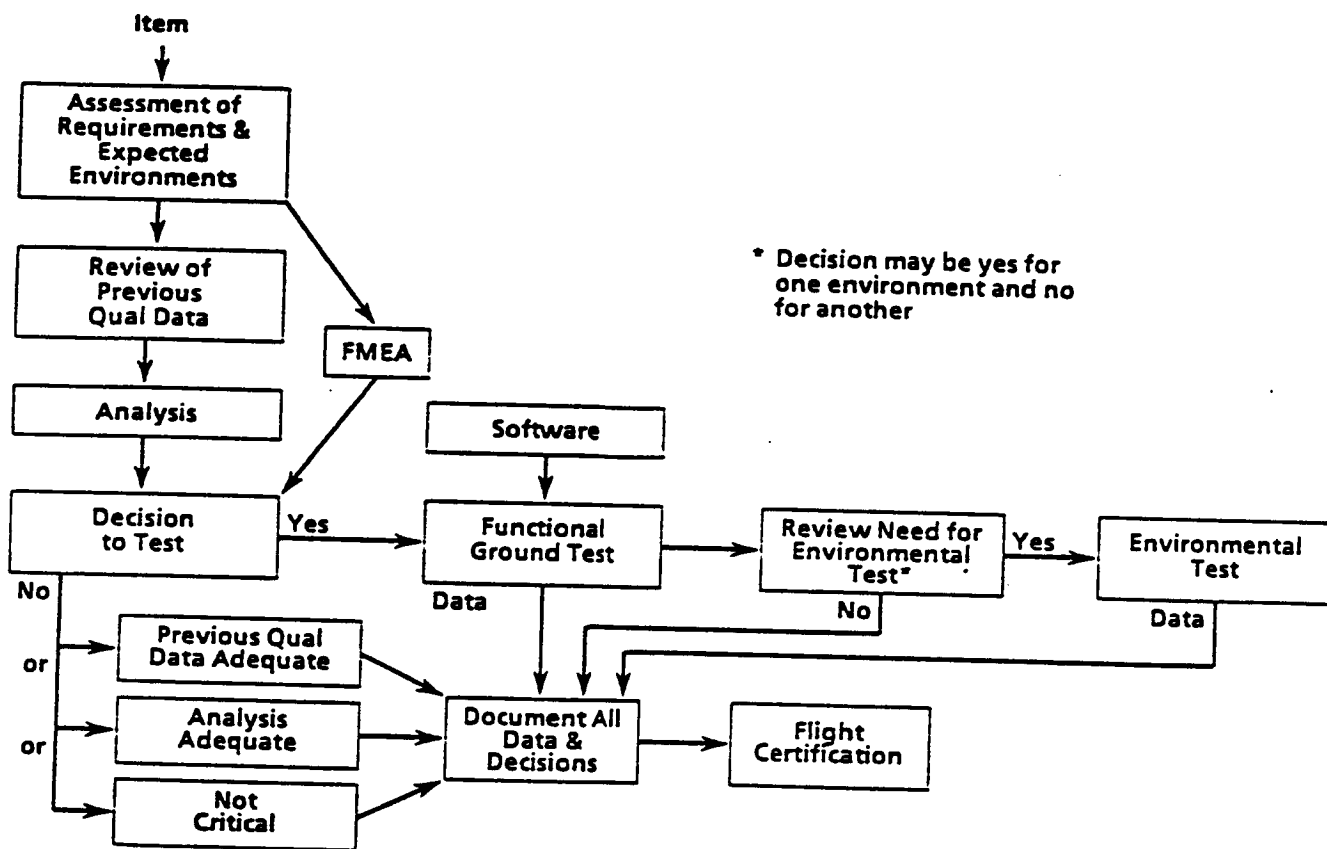 Item
Assessment of
Requirements &
Expected
Environments
Review of
Previous
Qual Data
* Decision may be yes for
one environment and no
for another
FMEA
Analysis
Software
Decision
to Test
Yes
Functional
Ground Test
Review Need for
Environmental
Test*
Yes
Environmental
Test
No
Data
No
Data
or
Previous Qual
Data Adequate
or
Analysis
Adequate
Document All
Data &
Decisions
Flight
Certification
Not
Critical